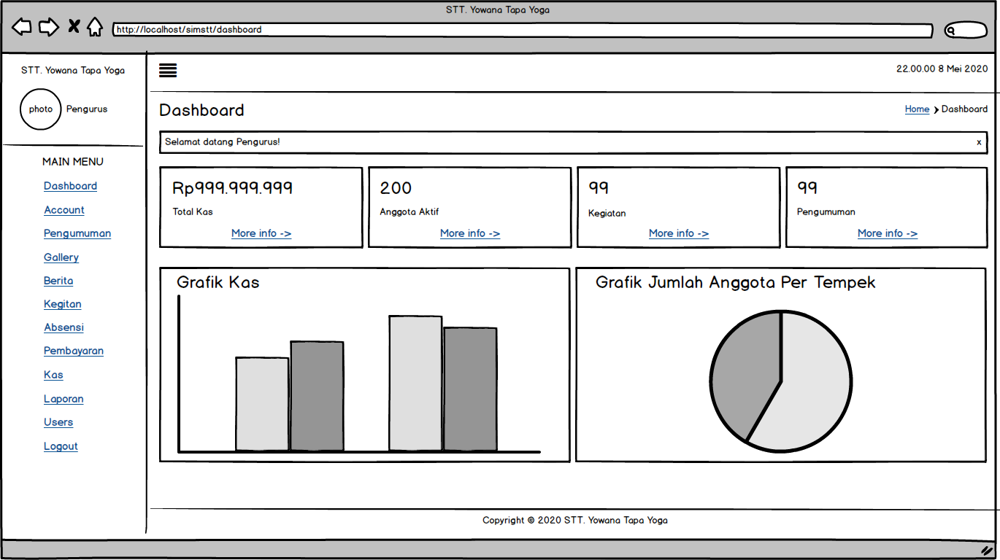 STT. Yowana Tapa Yoga
http://localhost/simstt/dashboard
STT. Yowana Tapa Yoga
photo
Pengurus
MAIN MENU
Dashboard
Account
Pengumuman
Gallery
Berita
Kegitan
Absensi
Pembayaran
Kas
Laporan
Users
Logout
22.00.00 8 Mei 2020
Dashboard
Home Dashboard
Selamat datang Pengurus! x
Rp999.999.999
Total Kas
More info ->
200
Anggota Aktif
More info ->
99
Kegiatan
More info ->
99
Pengumuman
More info ->
Grafik Kas
Grafik Jumlah Anggota Per Tempek
Copyright © 2020 STT. Yowana Tapa Yoga